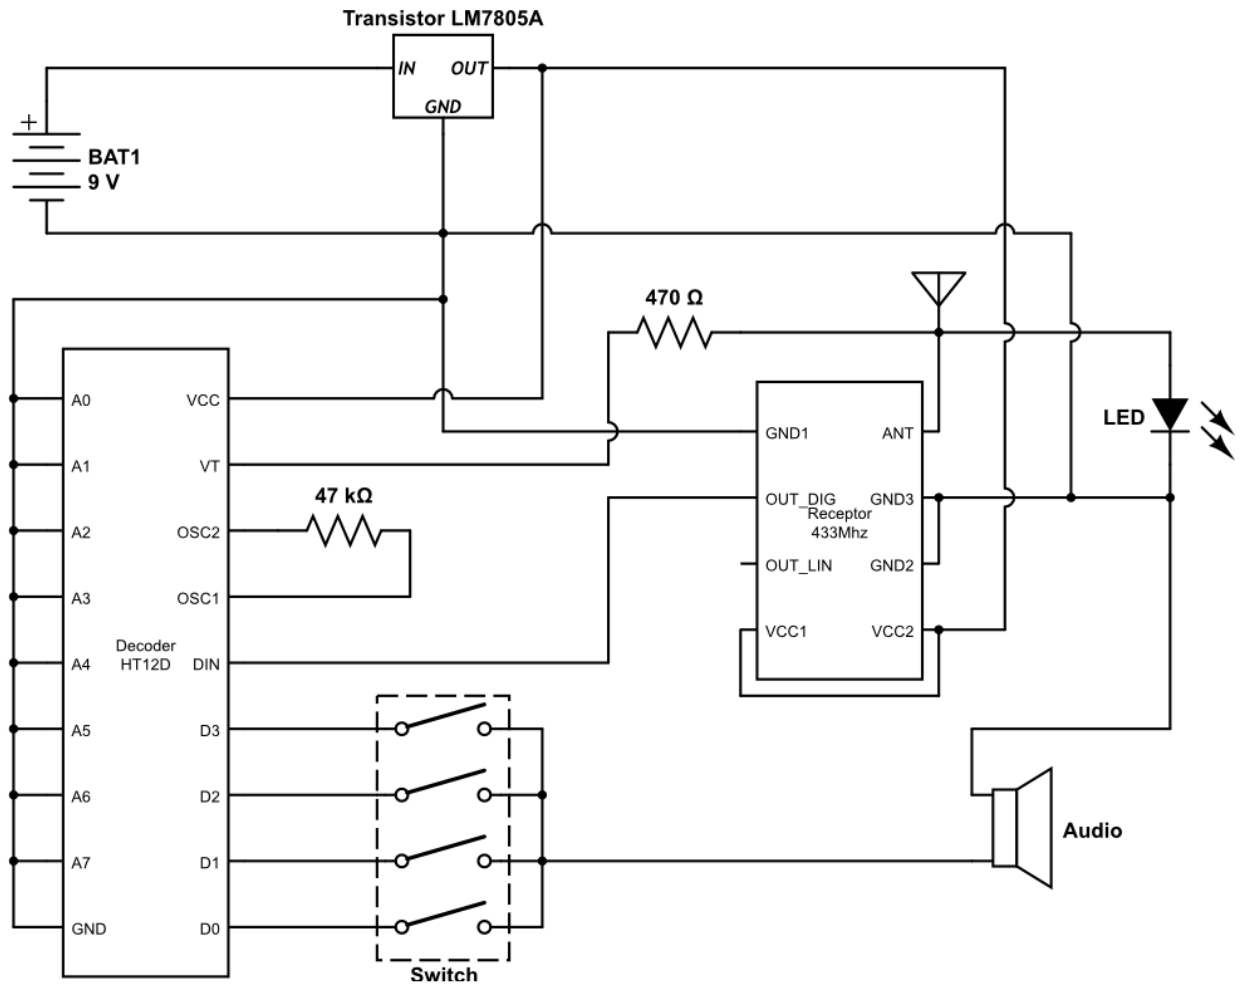 Transistor LM7805A
IN OUT
GND
+
BAT1
9 V
470 Ω
LED
A0 VCC
A1 VT
A2 OSC2
A3 OSC1
A4 DIN
A5 D3
A6 D2
A7 D1
GND D0
Decoder
HT12D
47 kΩ
GND1 ANT
OUT_DIG GND3
Receptor
433Mhz
OUT_LIN GND2
VCC1 VCC2
Switch
Audio